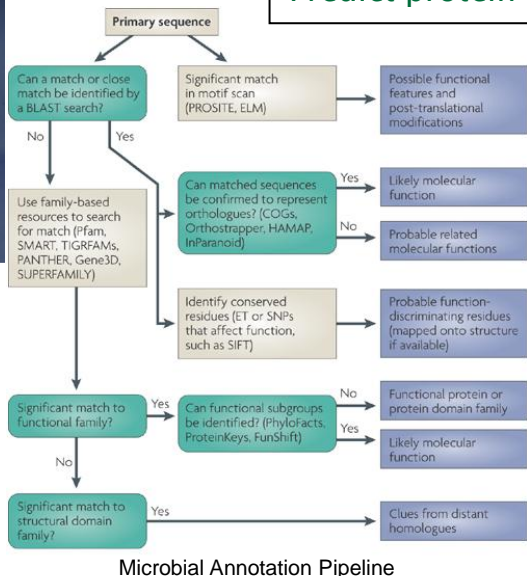 Predict protein
Primary sequence
Can a match or close
match be identified by
a BLAST search?
Significant match
in motif scan
(PROSITE, ELM)
Possible functional
features and
post-translational
modifications
No
Yes
Use family-based
resources to search
for match (Pfam,
SMART, TIGRFAMs,
PANTHER, Gene3D,
SUPERFAMILY)
Can matched sequences
be confirmed to represent
orthologues? (COGs,
Orthostrapper, HAMAP,
InParanoid)
Yes
Likely molecular
function
No
Probable related
molecular functions
Identify conserved
residues (ET or SNPs
that affect function,
such as SIFT)
Probable function-
discriminating residues
(mapped onto structure
if available)
Significant match to
functional family?
Yes
Can functional subgroups
be identified? (PhyloFacts,
ProteinKeys, FunShift)
No
Functional protein or
protein domain family
Yes
Likely molecular
function
No
Significant match to
structural domain
family?
Yes
Clues from distant
homologues
Microbial Annotation Pipeline